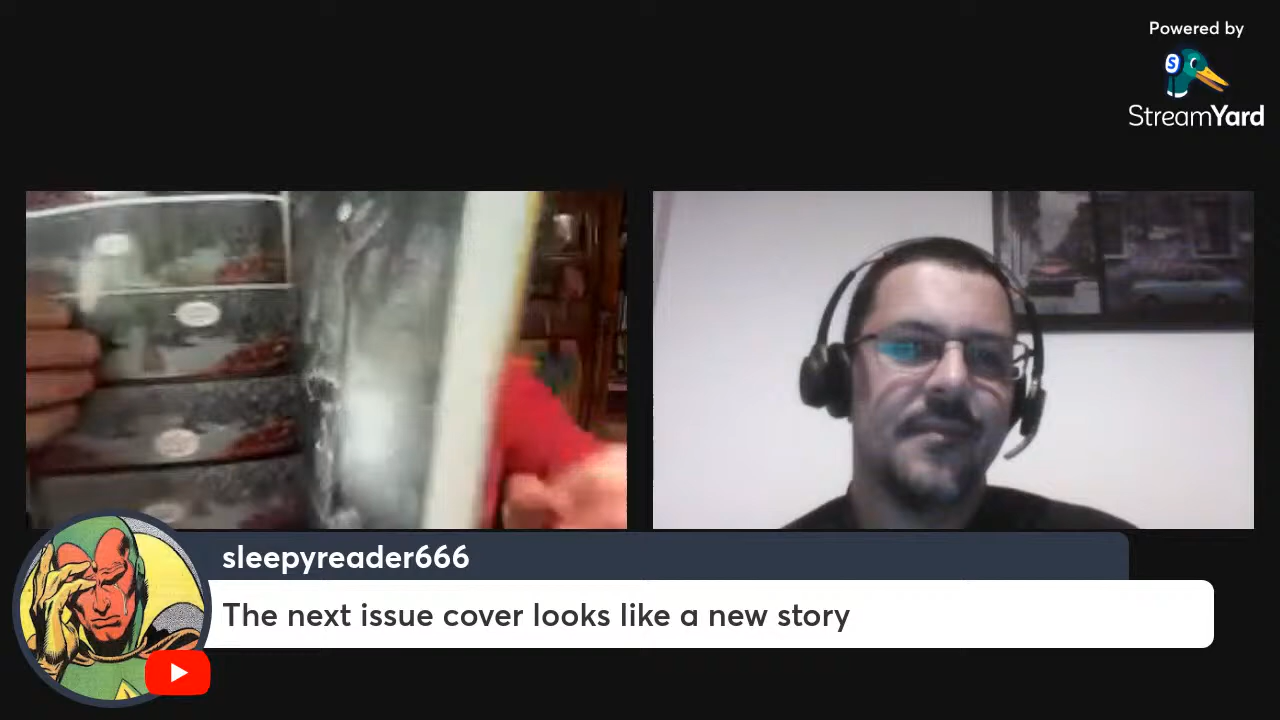 Powered by
S
StreamYard
sleepyreader666
The next issue cover looks like a new story